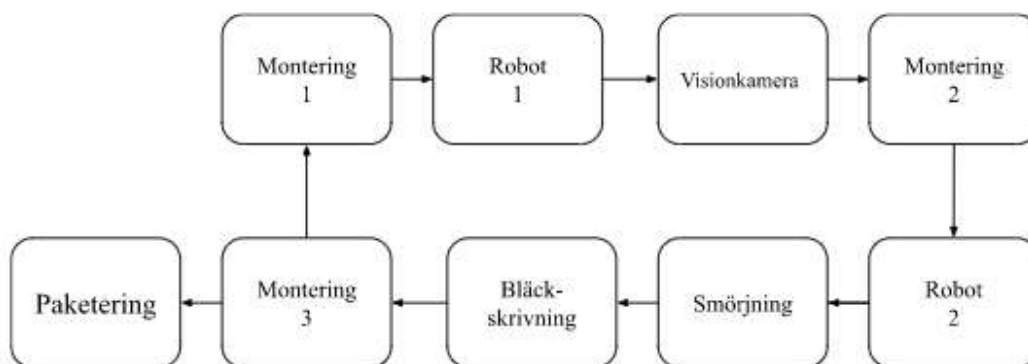 Montering
1
Robot
1
Visionkamera
Montering
2
Paketering
Montering
3
Bläck-
skrivning
Smörjning
Robot
2